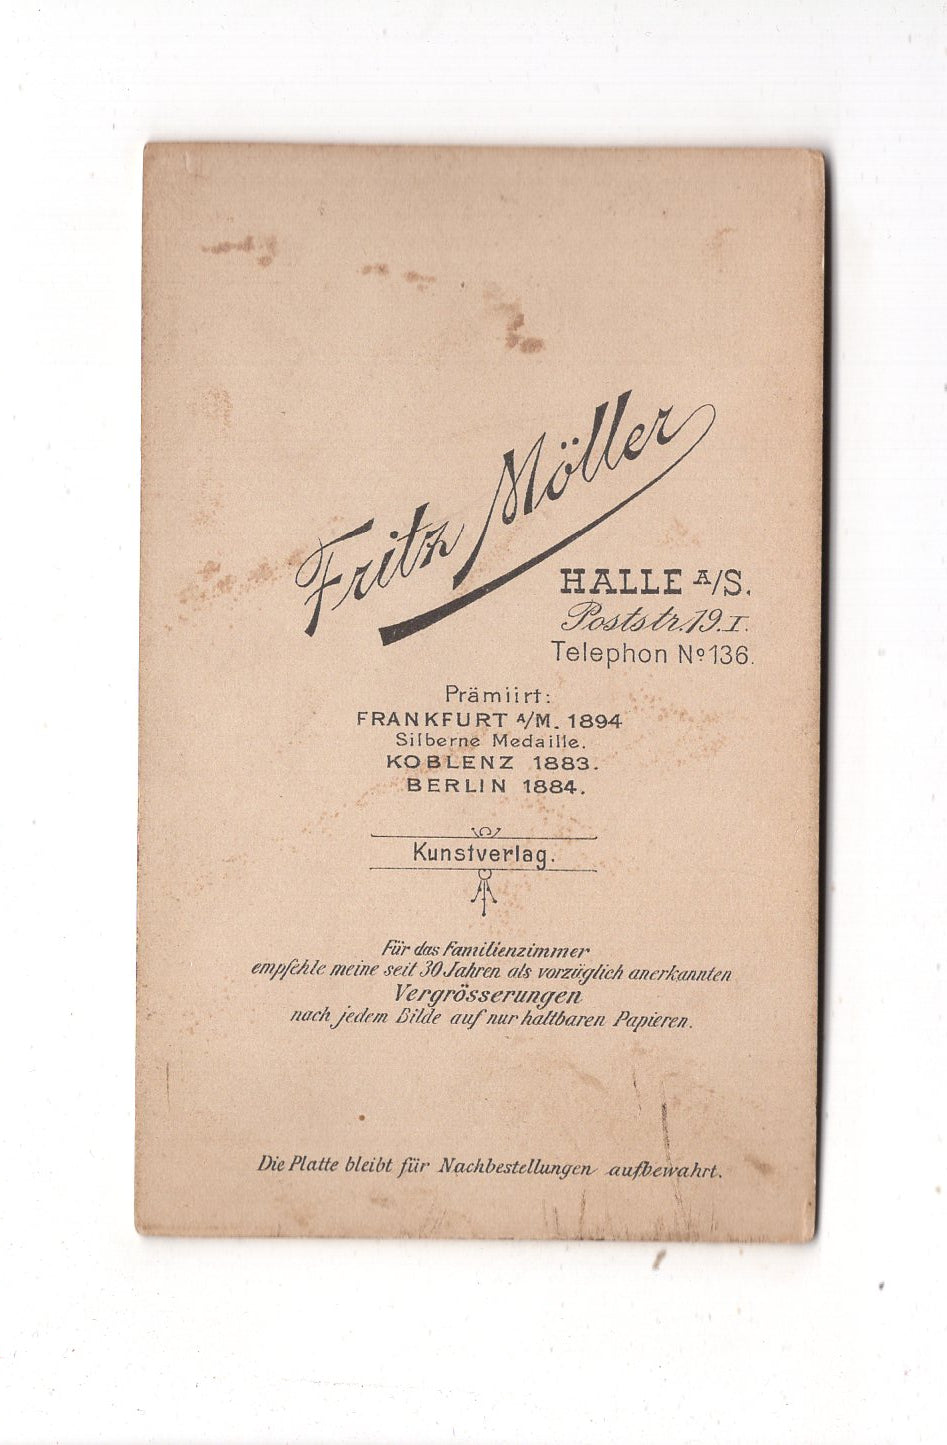 Fritz Möller
HALLE A/S.
Poststr. 19. I.
Telephon No 136.
Prämiirt:
FRANKFURT A/M. 1894
Silberne Medaille.
KOBLENZ 1883.
BERLIN 1884.
Kunstverlag.
Für das Familienzimmer
empfehle meine seit 30 Jahren als vorzüglich anerkannten
Vergrösserungen
nach jedem Bilde auf nur haltbaren Papieren.
Die Platte bleibt für Nachbestellungen aufbewahrt.